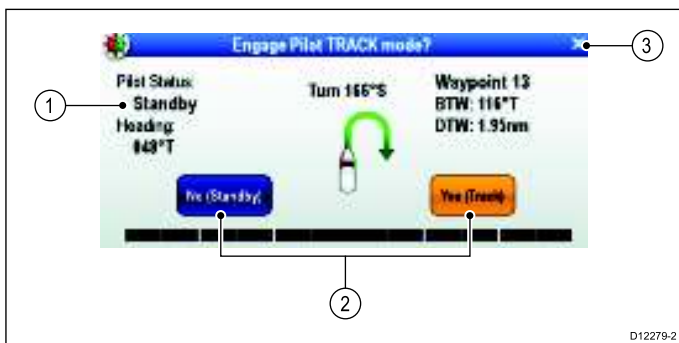 Engage Pilot TRACK mode?
3
Pilot Status:
Standby
Heading:
048°T
1
Turn 166°S
Waypoint 13
BTW: 116°T
DTW: 1.95nm
No (Standby)
Yes (Track)
2
D12279-2